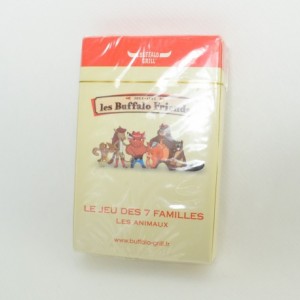 BUFFALO
GRILL
les Buffalo Friends
LE JEU DES 7 FAMILLES
LES ANIMAUX
www.buffalo-grill.fr